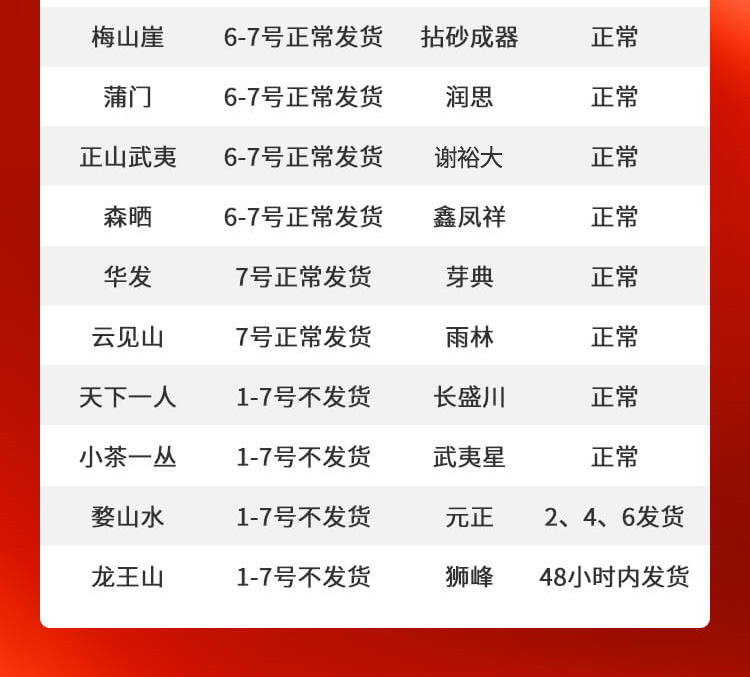 梅山崖 6-7号正常发货 拈砂成器 正常
蒲门 6-7号正常发货 润思 正常
正山武夷 6-7号正常发货 谢裕大 正常
森晒 6-7号正常发货 鑫凤祥 正常
华发 7号正常发货 芽典 正常
云见山 7号正常发货 雨林 正常
天下一人 1-7号不发货 长盛川 正常
小茶一丛 1-7号不发货 武夷星 正常
婺山水 1-7号不发货 元正 2、4、6发货
龙王山 1-7号不发货 狮峰 48小时内发货